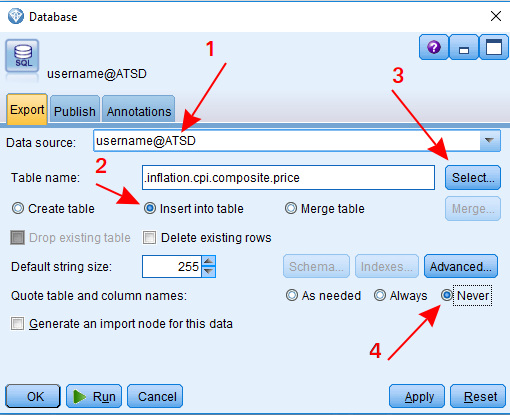 Database
SQL
username@ATSD
1
3
Export Publish Annotations
Data source: username@ATSD
2
Table name: .inflation.cpi.composite.price Select...
Create table Insert into table Merge table Merge...
Drop existing table Delete existing rows
Default string size: 255 Schema... Indexes... Advanced...
Quote table and column names: As needed Always Never
Generate an import node for this data
4
OK Run Cancel Apply Reset